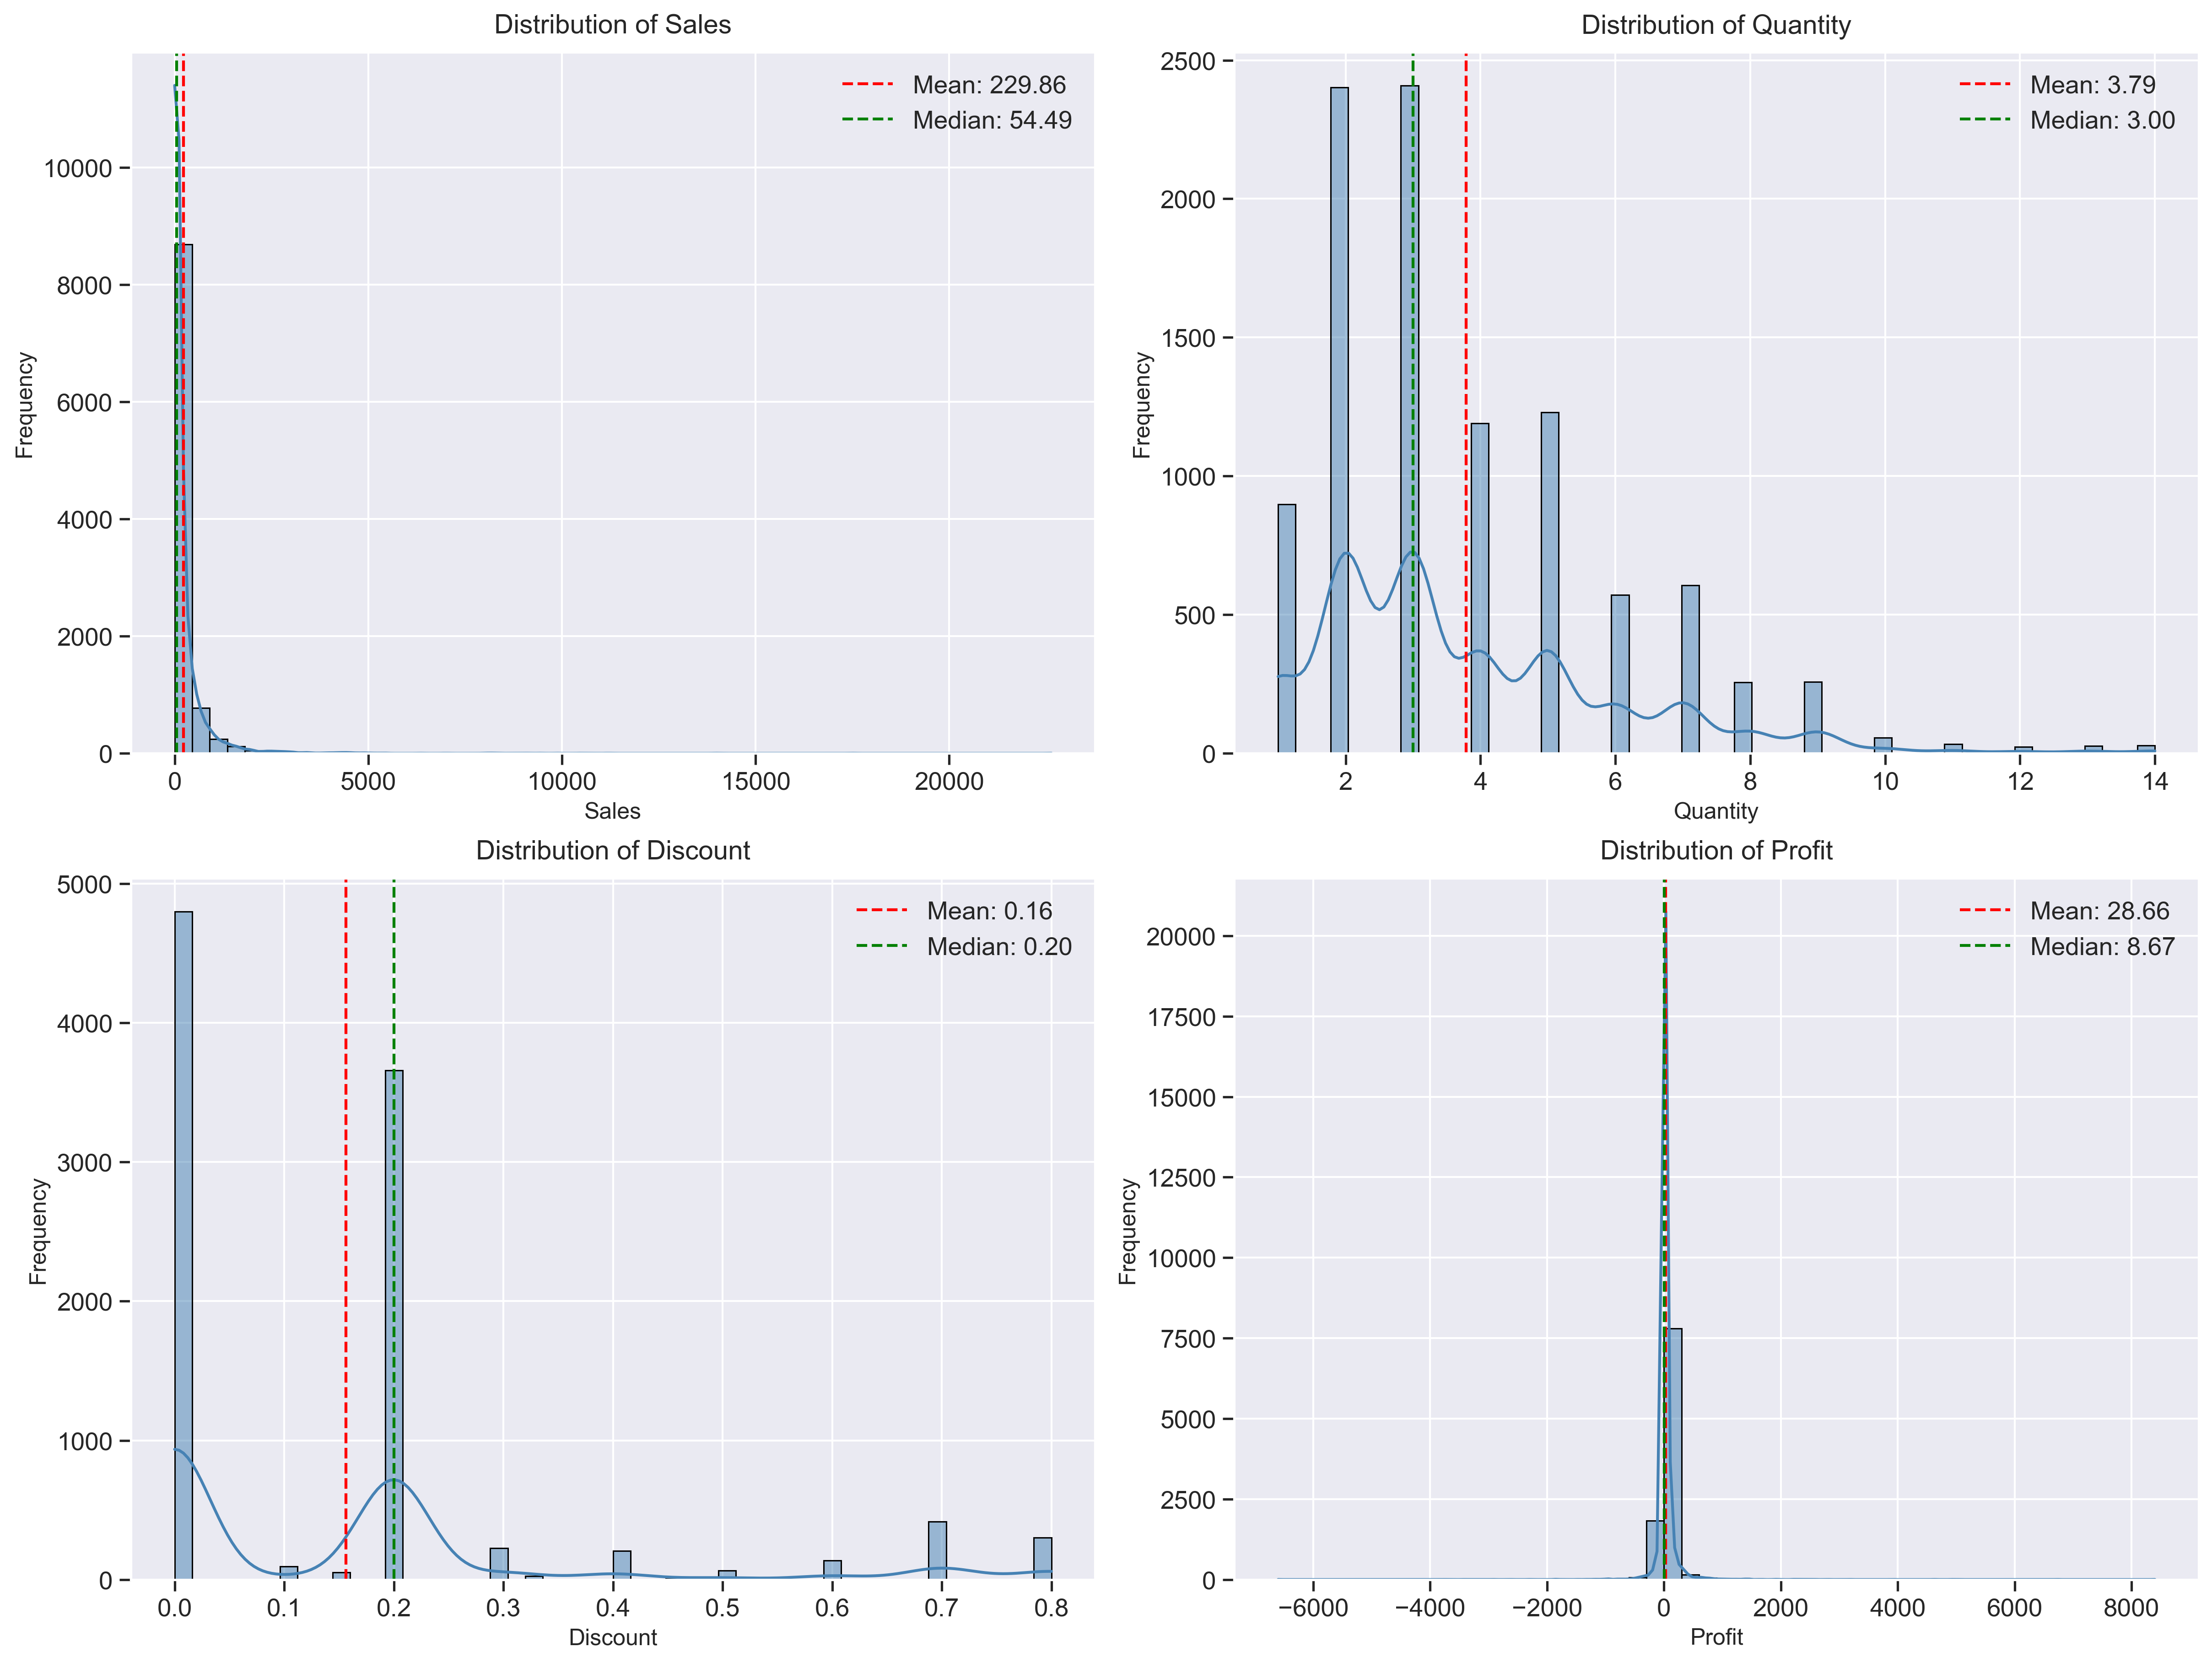 Distribution of Sales
Mean: 229.86
Median: 54.49
Frequency
10000
8000
6000
4000
2000
0
0 5000 10000 15000 20000
Sales
Distribution of Quantity
Mean: 3.79
Median: 3.00
Frequency
2500
2000
1500
1000
500
0
2 4 6 8 10 12 14
Quantity
Distribution of Discount
Mean: 0.16
Median: 0.20
Frequency
5000
4000
3000
2000
1000
0
0.0 0.1 0.2 0.3 0.4 0.5 0.6 0.7 0.8
Discount
Distribution of Profit
Mean: 28.66
Median: 8.67
Frequency
20000
17500
15000
12500
10000
7500
5000
2500
0
−6000 −4000 −2000 0 2000 4000 6000 8000
Profit